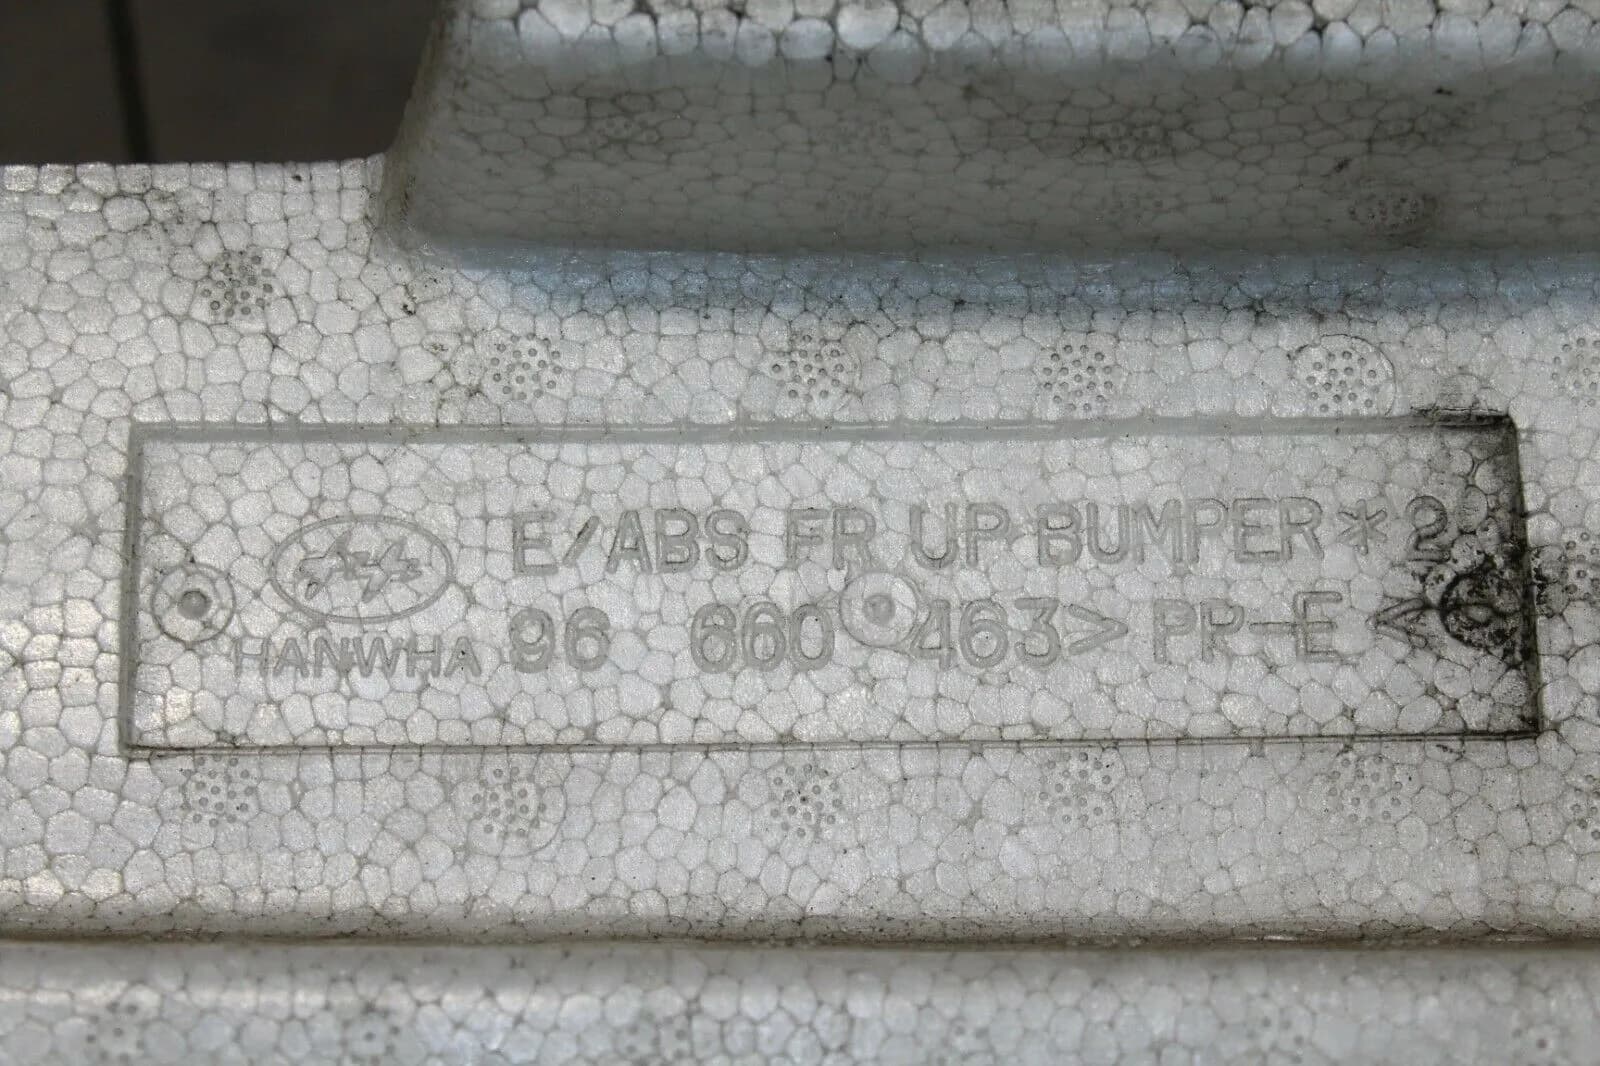 E/ABS FR UP BUMPER * 2
HANWHA 96 660 463 > PP-E <